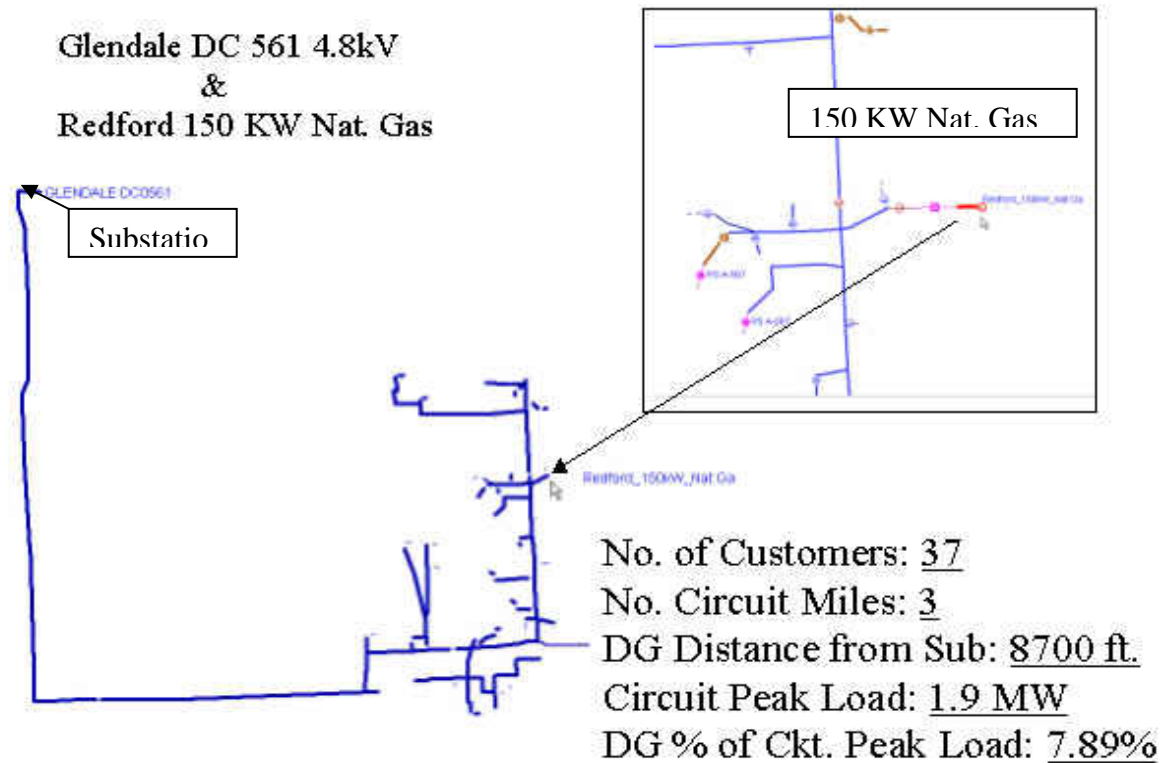 Glendale DC 561 4.8kV
&
Redford 150 KW Nat. Gas
GLENDALE DC0561
Substatio
150 KW Nat. Gas
Redford_150kW_Nat Ga
Redford_150kW_Nat Ga
No. of Customers: 37
No. Circuit Miles: 3
DG Distance from Sub: 8700 ft.
Circuit Peak Load: 1.9 MW
DG % of Ckt. Peak Load: 7.89%